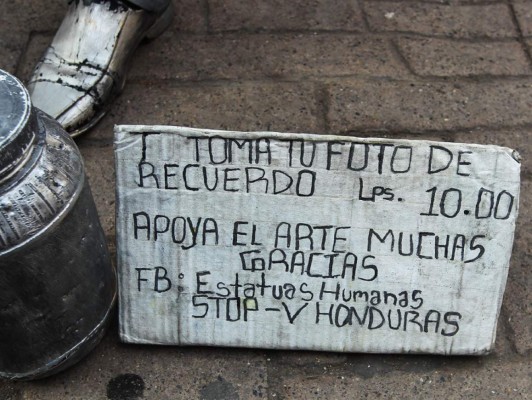 T TOMA TU FOTO DE
RECUERDO Lps. 10.00
APOYA EL ARTE MUCHAS
GRACIAS
FB: Estatuas Humanas
STOP-V HONDURAS